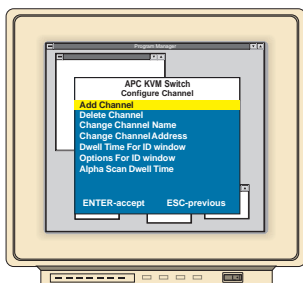 Program Manager
APC KVM Switch
Configure Channel
Add Channel
Delete Channel
Change Channel Name
Change Channel Address
Dwell Time For ID window
Options For ID window
Alpha Scan Dwell Time
ENTER-accept ESC-previous